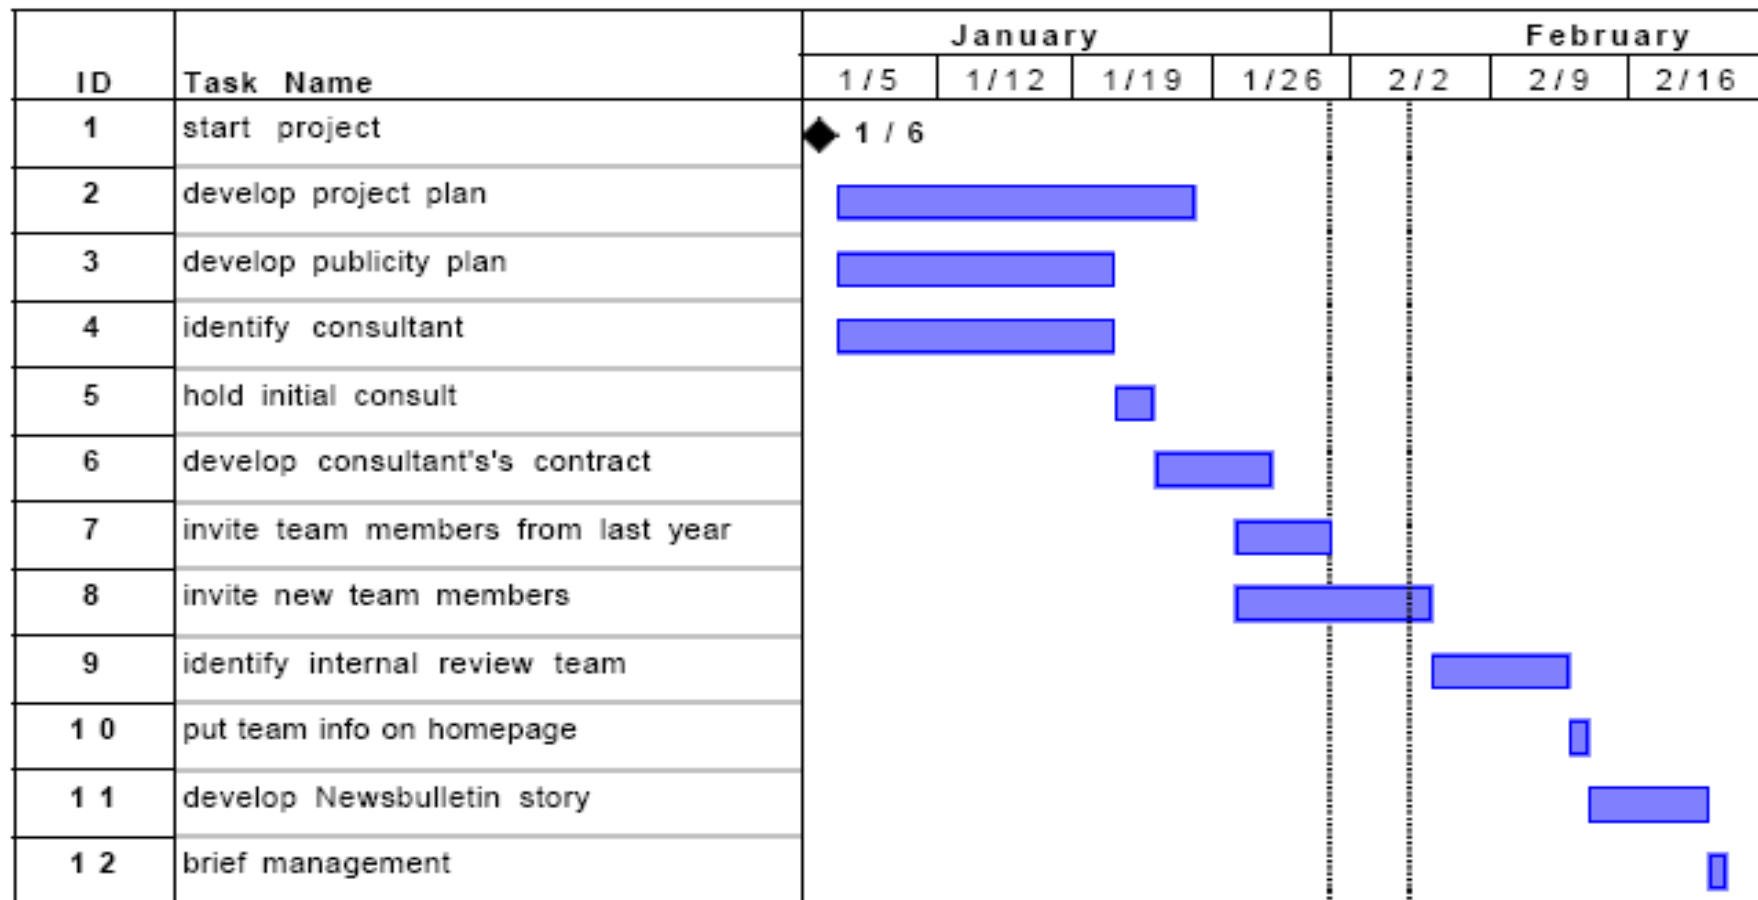 January February
ID Task Name 1/5 1/12 1/19 1/26 2/2 2/9 2/16
1 start project 1/6
2 develop project plan
3 develop publicity plan
4 identify consultant
5 hold initial consult
6 develop consultant's's contract
7 invite team members from last year
8 invite new team members
9 identify internal review team
10 put team info on homepage
11 develop Newsbulletin story
12 brief management